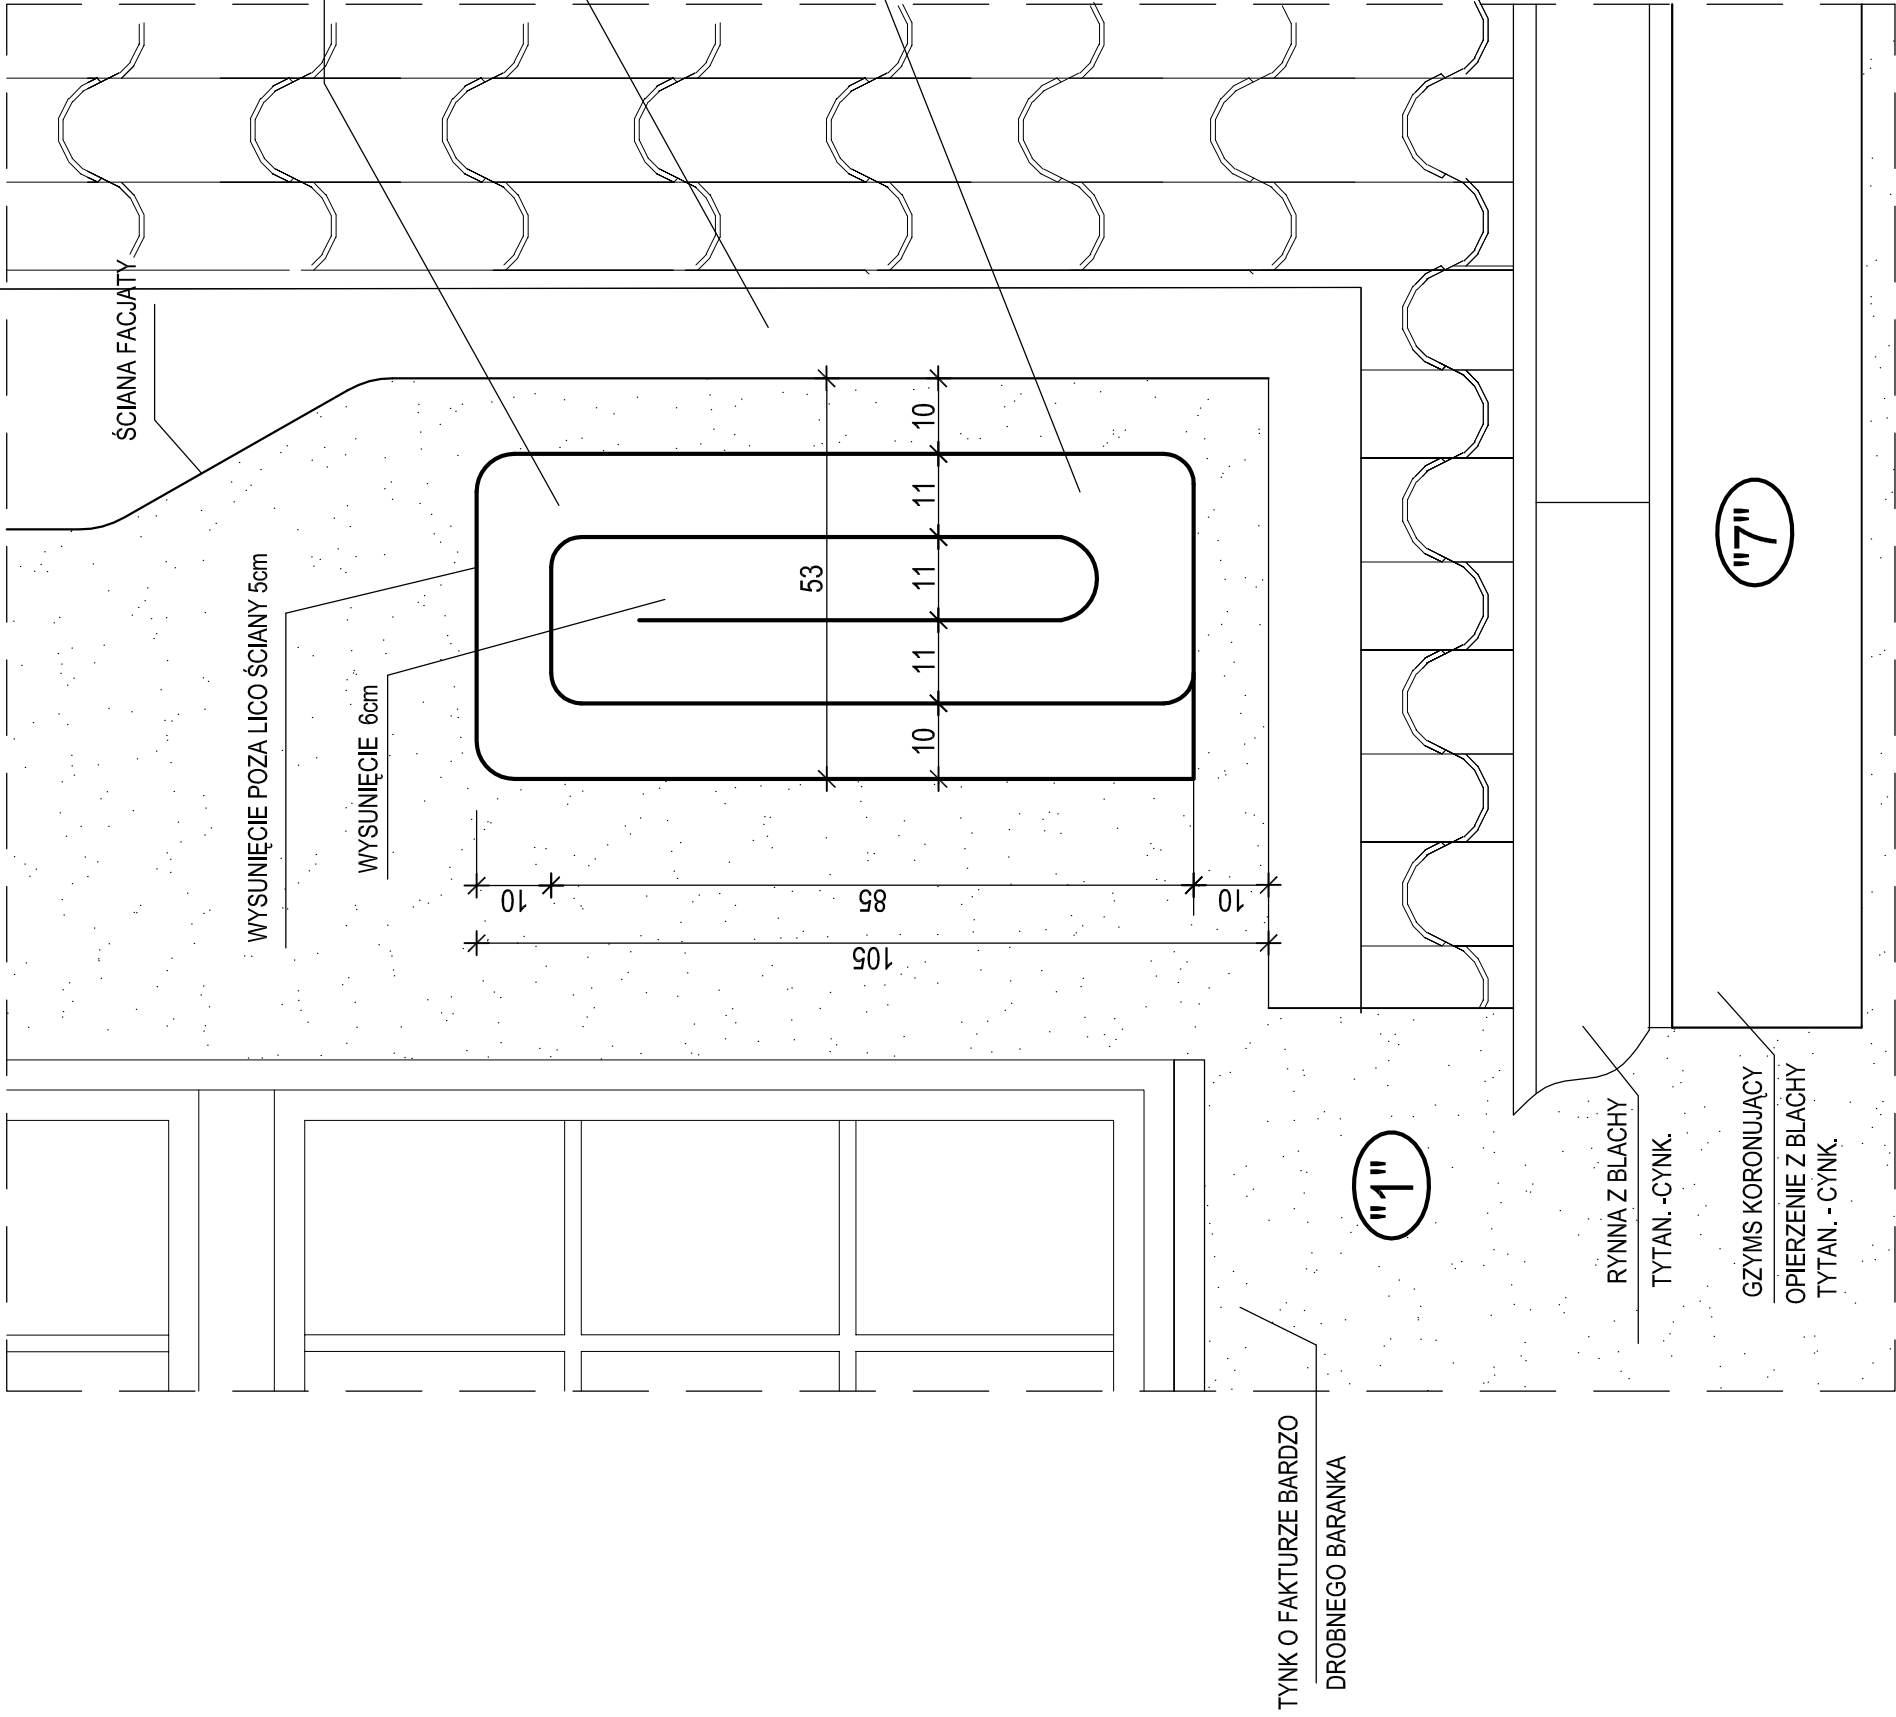 ŚCIANA FACJATY
WYSUNIĘCIE POZA LICO ŚCIANY 5cm
WYSUNIĘCIE 6cm
53
10
11
11
11
10
10
85
10
105
"1"
"7"
RYNNA Z BLACHY
TYTAN. -CYNK.
GZYMS KORONUJĄCY
OPIERZENIE Z BLACHY
TYTAN. - CYNK.
TYNK O FAKTURZE BARDZO
DROBNEGO BARANKA